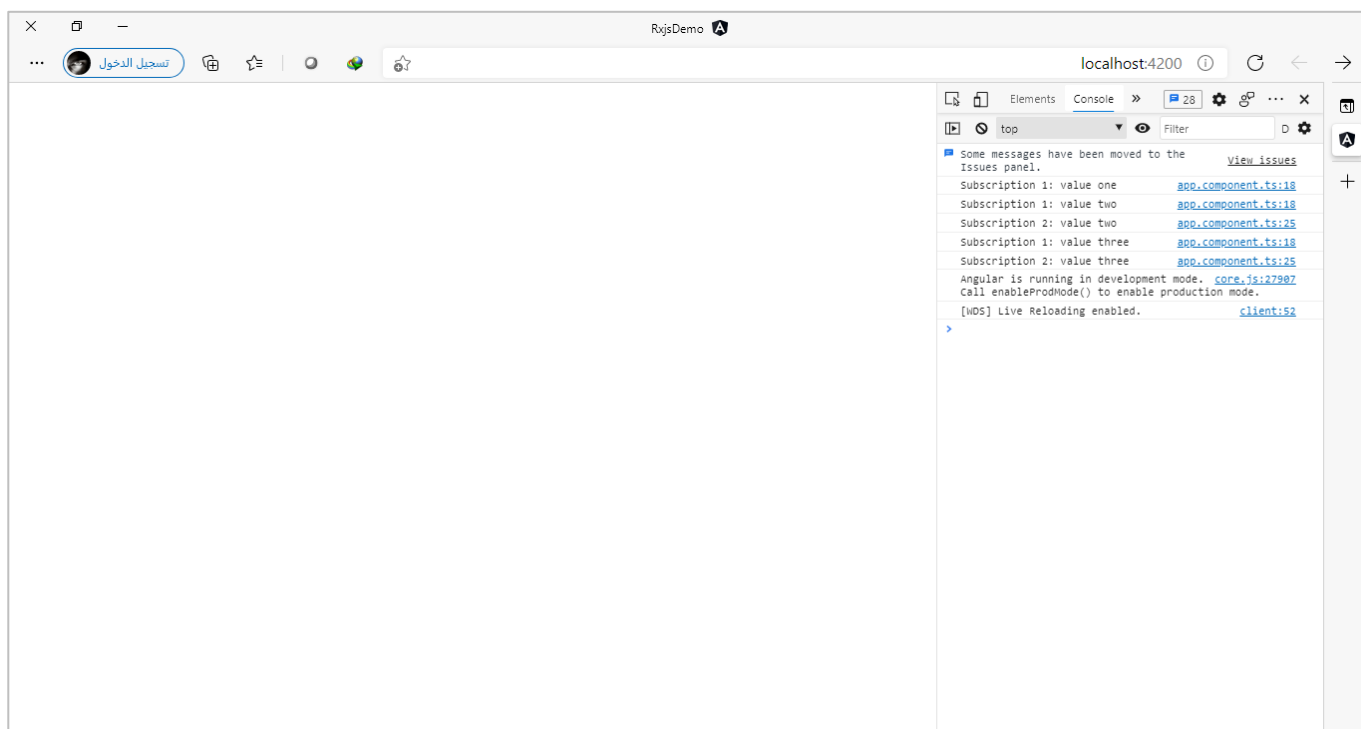 RxjsDemo
تسجيل الدخول
localhost:4200
Elements Console 28
top Filter D
Some messages have been moved to the Issues panel. View issues
Subscription 1: value one app.component.ts:18
Subscription 1: value two app.component.ts:18
Subscription 2: value two app.component.ts:25
Subscription 1: value three app.component.ts:18
Subscription 2: value three app.component.ts:25
Angular is running in development mode. core.js:27907
Call enableProdMode() to enable production mode.
[WDS] Live Reloading enabled. client:52